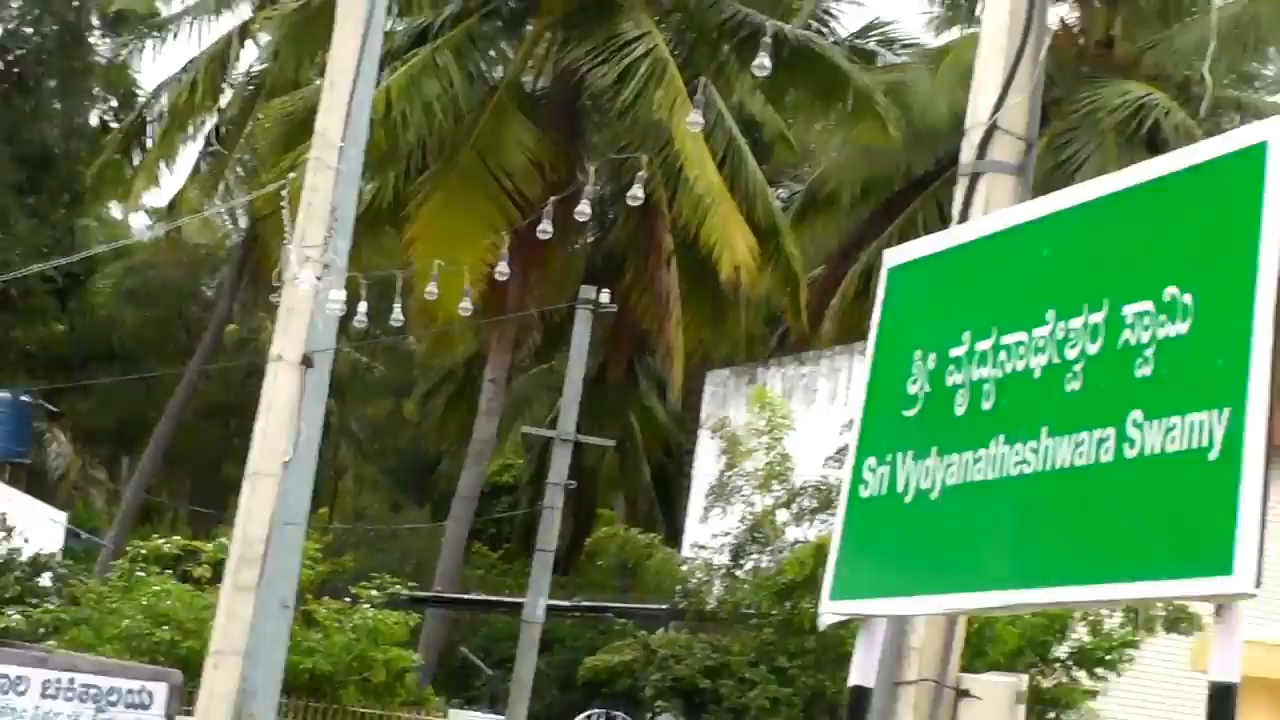 ಶ್ರೀ ವೈದ್ಯನಾಥೇಶ್ವರ ಸ್ವಾಮಿ
Sri Vydyanatheshwara Swamy
ಚಿಕಿತ್ಸಾಲಯ